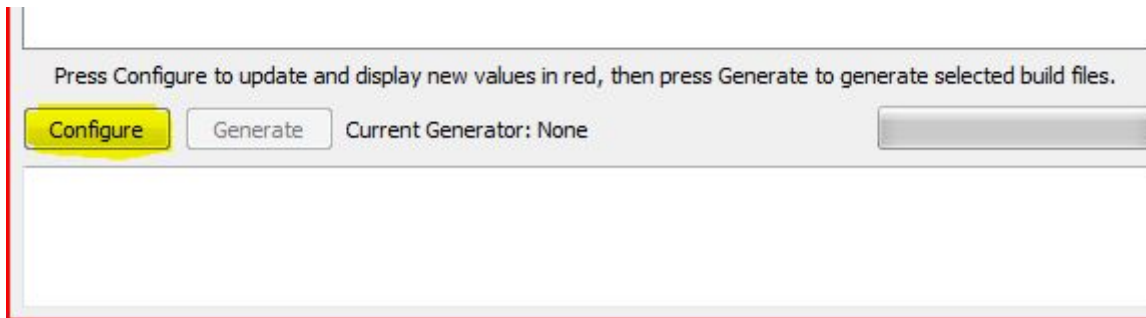 Press Configure to update and display new values in red, then press Generate to generate selected build files.
Configure Generate Current Generator: None